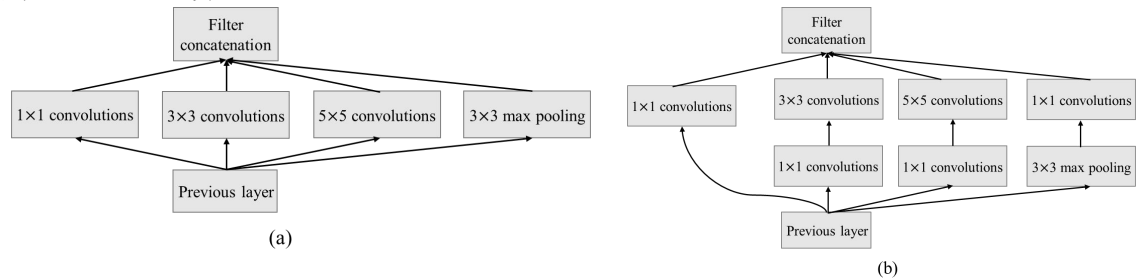 Filter
concatenation
1×1 convolutions
3×3 convolutions
5×5 convolutions
3×3 max pooling
Previous layer
(a)
Filter
concatenation
1×1 convolutions
3×3 convolutions
5×5 convolutions
1×1 convolutions
1×1 convolutions
1×1 convolutions
3×3 max pooling
Previous layer
(b)